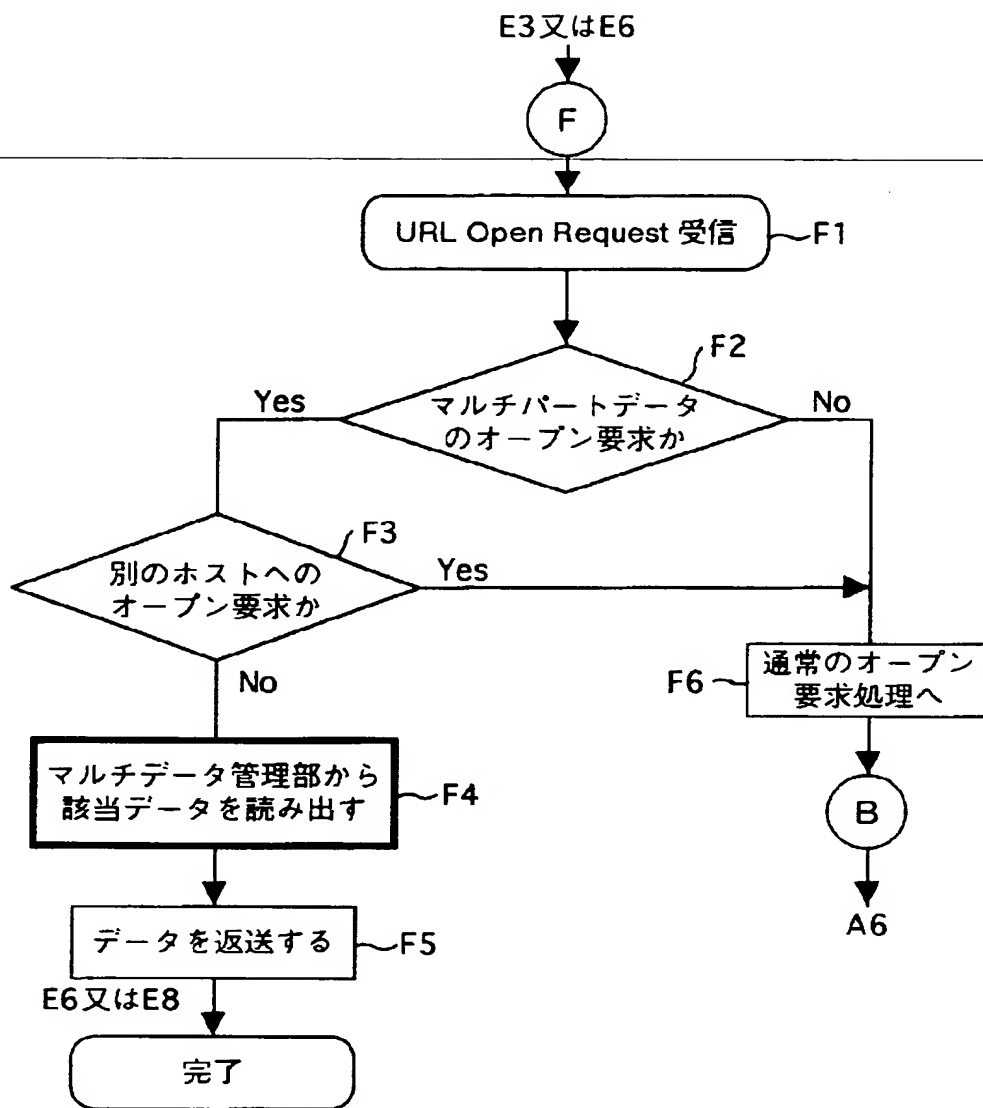 E3又はE6
F
URL Open Request 受信
F1
F2
マルチパートデータ
のオープン要求か
Yes
No
F3
別のホストへの
オープン要求か
Yes
No
F6
通常のオープン
要求処理へ
マルチデータ管理部から
該当データを読み出す
F4
B
A6
データを返送する
F5
E6又はE8
完了